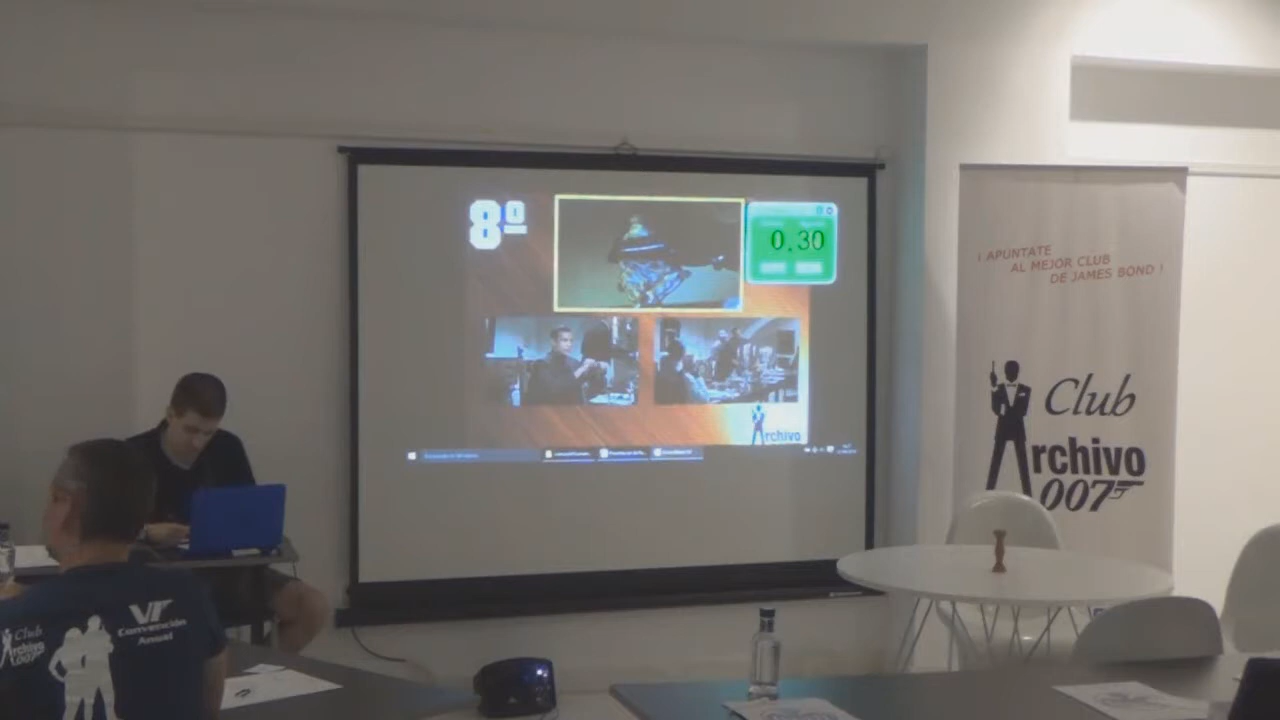 8º
0.30
rchivo
¡ APUNTATE
AL MEJOR CLUB
DE JAMES BOND !
Club
rchivo
007
VI
Convención
Anual
Club
rchivo
007